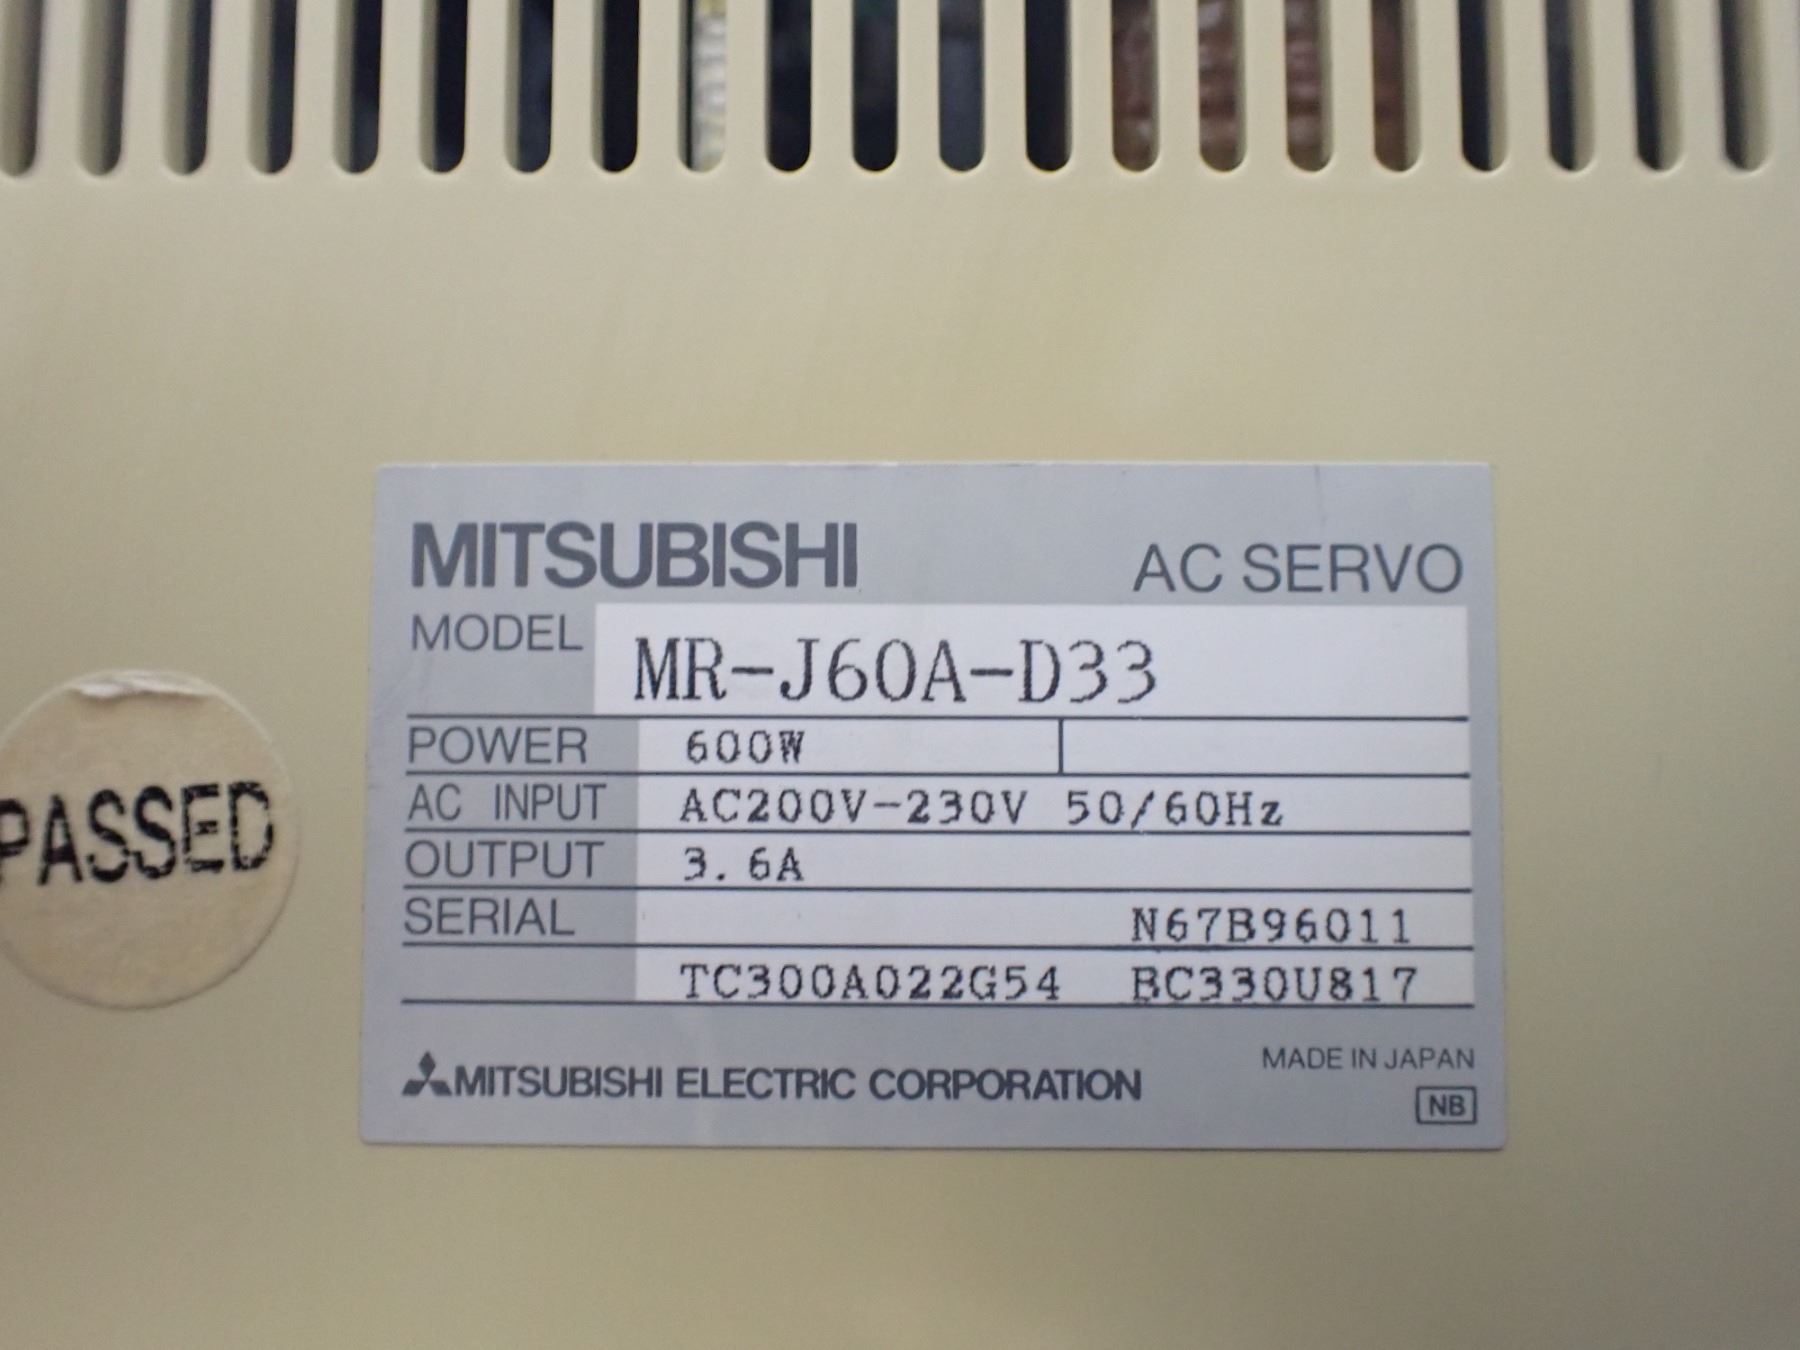 MITSUBISHI AC SERVO
MODEL MR-J60A-D33
POWER 600W
AC INPUT AC200V-230V 50/60Hz
PASSED
OUTPUT 3.6A
SERIAL N67B96011
TC300A022G54 BC330U817
MITSUBISHI ELECTRIC CORPORATION
MADE IN JAPAN
NB